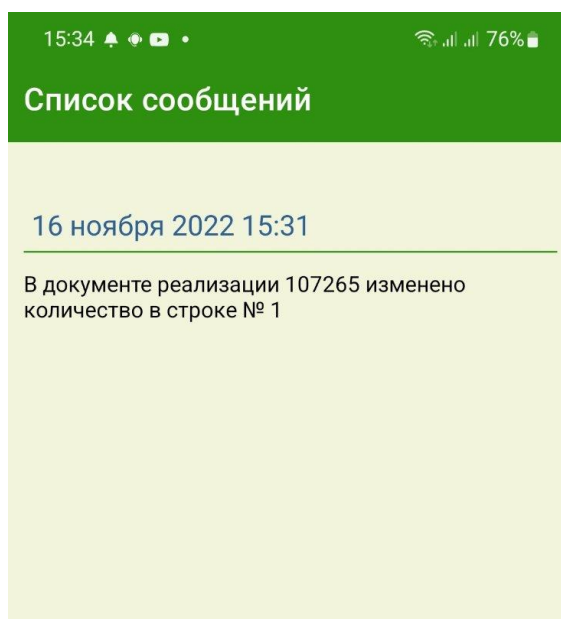 15:34 76%
Список сообщений
16 ноября 2022 15:31
В документе реализации 107265 изменено
количество в строке № 1